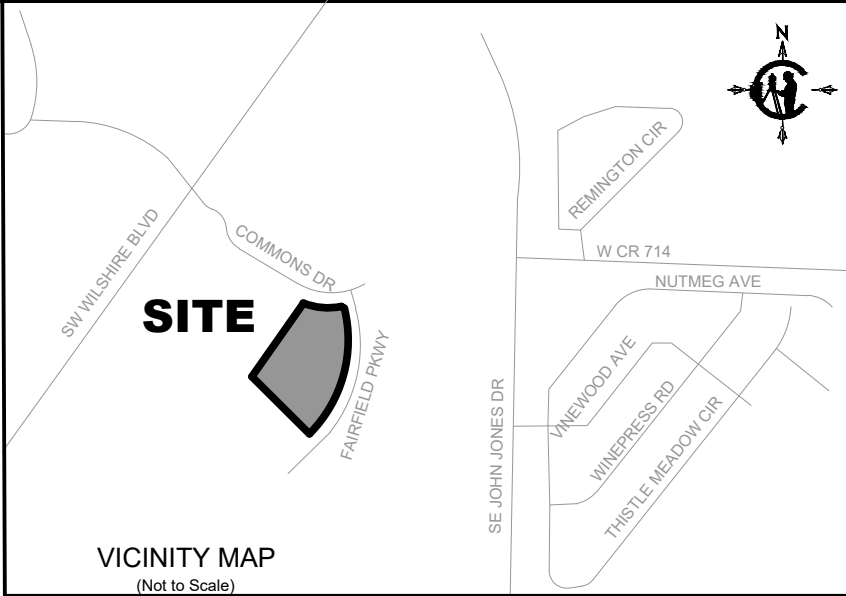 N
REMINGTON CIR
W CR 714
NUTMEG AVE
COMMONS DR
SW WILSHIRE BLVD
SITE
FAIRFIELD PKWY
SE JOHN JONES DR
VINEWOOD AVE
WINEPRESS RD
THISTLE MEADOW CIR
VICINITY MAP
(Not to Scale)